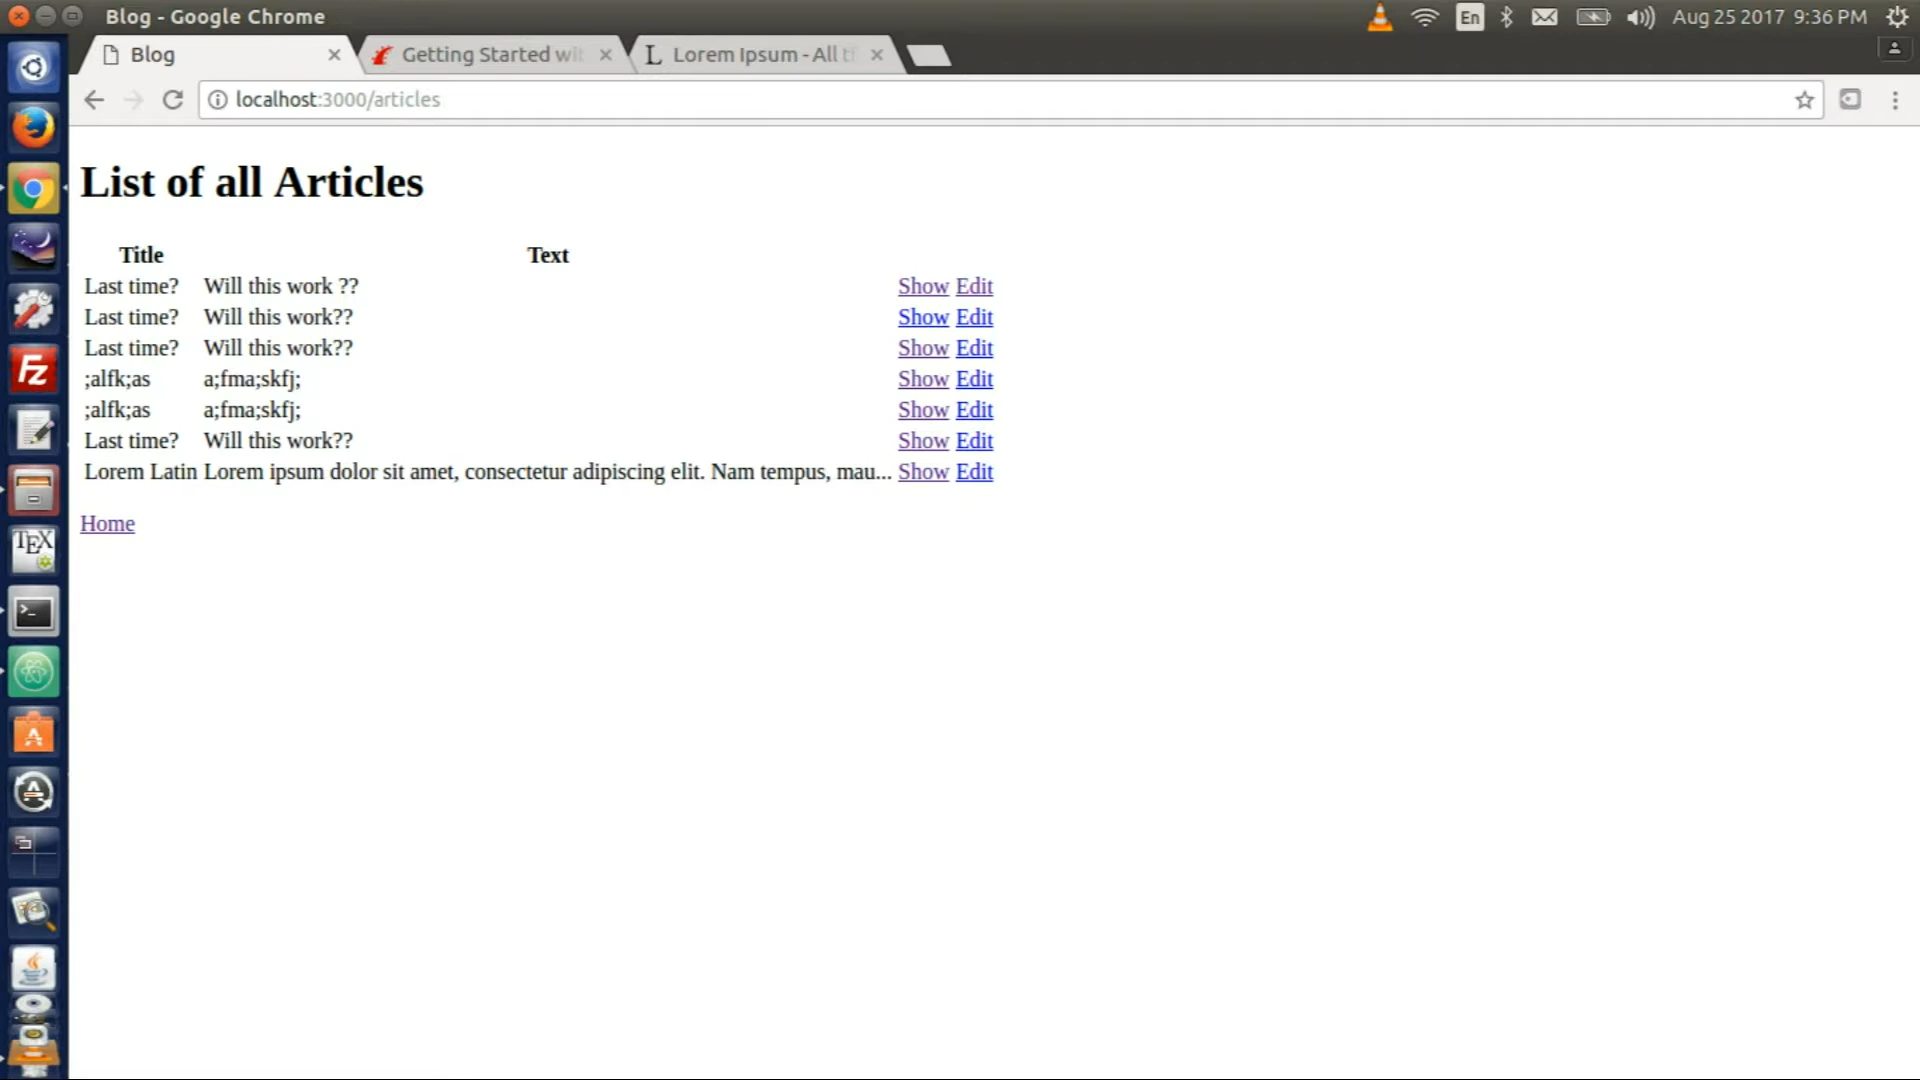 Blog - Google Chrome
En
Aug 25 2017 9:36 PM
Blog
Getting Started wit
Lorem Ipsum - All t
localhost:3000/articles
List of all Articles
Title Text
Last time? Will this work ?? Show Edit
Last time? Will this work?? Show Edit
Last time? Will this work?? Show Edit
;alfk;as a;fma;skfj; Show Edit
;alfk;as a;fma;skfj; Show Edit
Last time? Will this work?? Show Edit
Lorem Latin Lorem ipsum dolor sit amet, consectetur adipiscing elit. Nam tempus, mau... Show Edit
Home
Fz
TEX